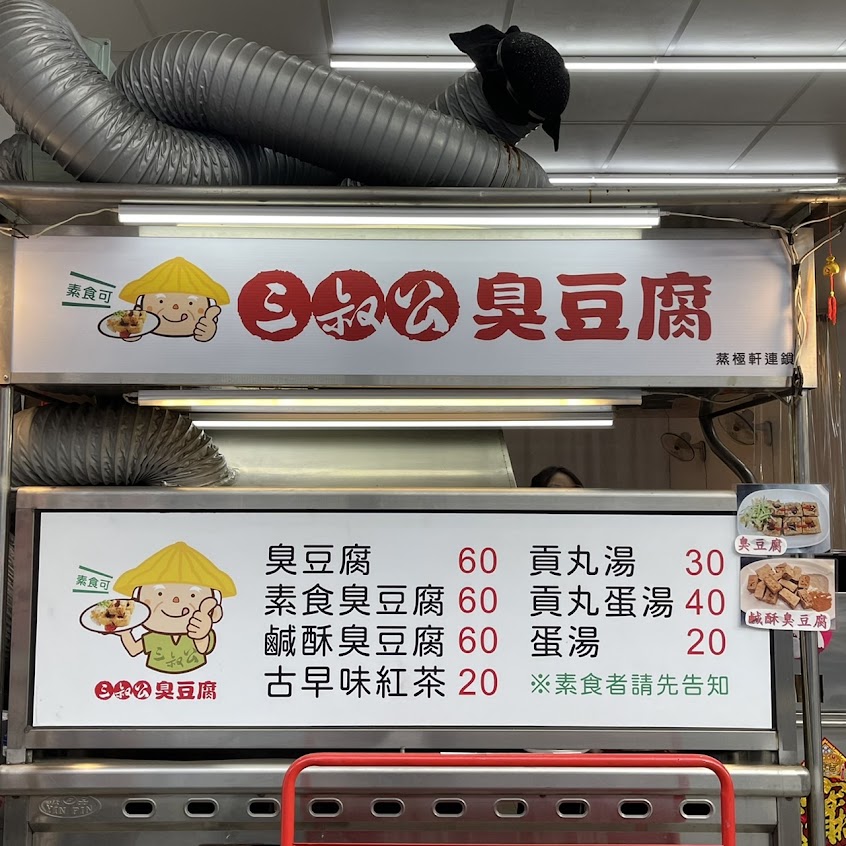 素食可
三叔公臭豆腐
蒸極軒連鎖
素食可
三叔公
三叔公臭豆腐
臭豆腐 60
素食臭豆腐 60
鹹酥臭豆腐 60
古早味紅茶 20
貢丸湯 30
貢丸蛋湯 40
蛋湯 20
※素食者請先告知
臭豆腐
鹹酥臭豆腐